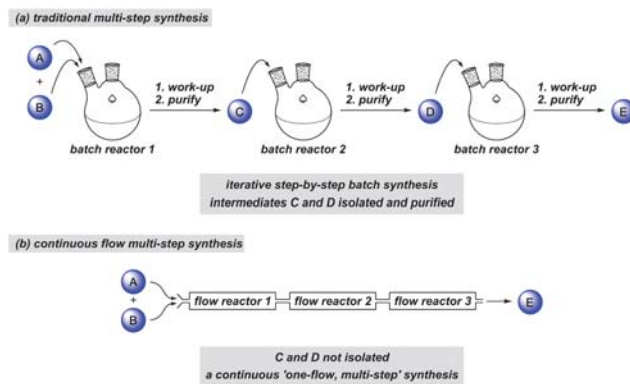 (a) traditional multi-step synthesis
A
+
B
1. work-up
2. purify
C
1. work-up
2. purify
D
1. work-up
2. purify
E
batch reactor 1
batch reactor 2
batch reactor 3
iterative step-by-step batch synthesis
intermediates C and D isolated and purified
(b) continuous flow multi-step synthesis
A
+
B
flow reactor 1
flow reactor 2
flow reactor 3
E
C and D not isolated
a continuous 'one-flow, multi-step' synthesis